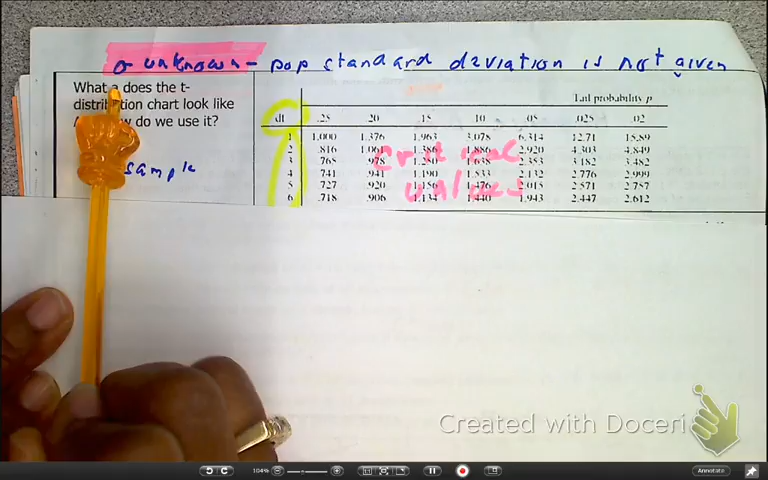 σ unknown - pop standard deviation is not given
What a does the t-
distribution chart look like
do we use it?
sample
Tail probability p
df .25 .20 .15 .10 .05 .025 .02
1 1.000 1.376 1.963 3.078 6.314 12.71 15.89
2 .816 1.386 1.886 2.920 4.303 4.849
3 .765 .978 1.250 1.638 2.353 3.182 3.482
4 .741 .941 1.190 1.533 2.132 2.776 2.999
5 .727 .920 1.156 1.476 2.015 2.571 2.757
6 .718 .906 1.134 1.440 1.943 2.447 2.612
critical
values
Created with Doceri
104%
Annotate